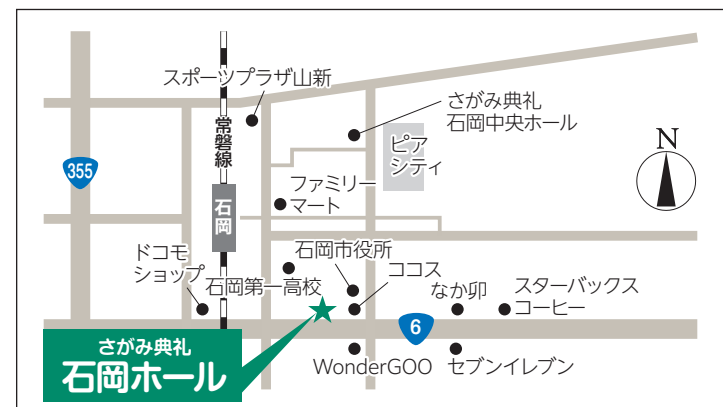 スポーツプラザ山新
さがみ典礼
石岡中央ホール
常磐線
ピア
シティ
N
355
石岡
ファミリー
マート
ドコモ
ショップ
石岡第一高校
石岡市役所
ココス
なか卯
スターバックス
コーヒー
6
さがみ典礼
石岡ホール
WonderGOO
セブンイレブン